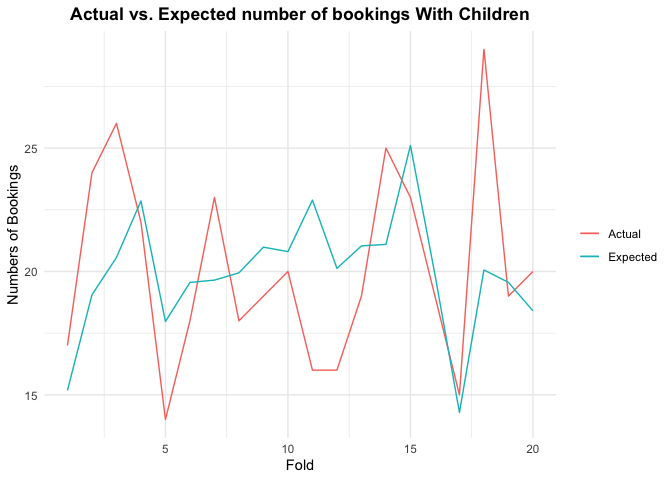 Actual vs. Expected number of bookings With Children
Numbers of Bookings
25
20
15
5
10
15
20
Fold
Actual
Expected